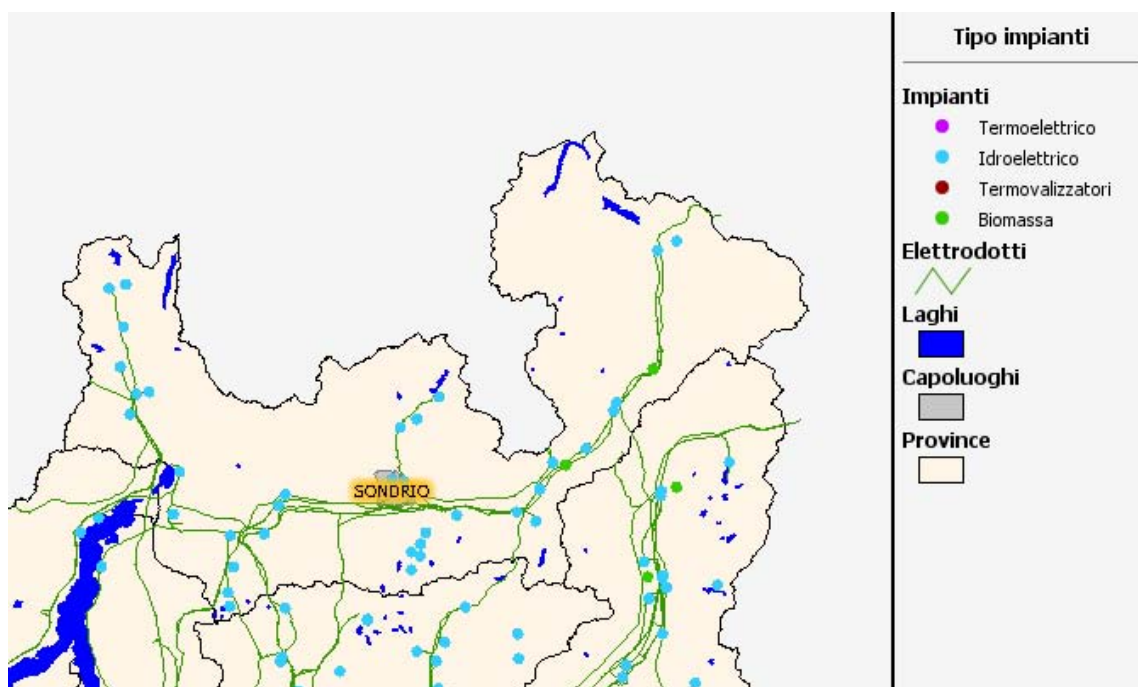 Tipo impianti
Impianti
Termoelettrico
Idroelettrico
Termovalizzatori
Biomassa
Elettrodotti
Laghi
Capoluoghi
Province
SONDRIO